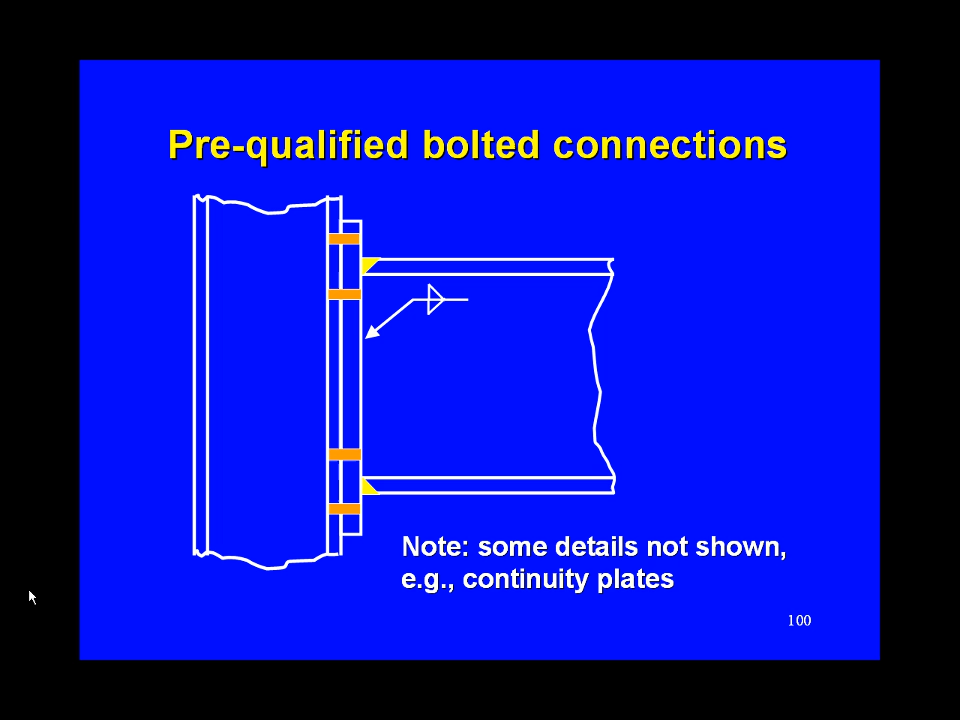 Pre-qualified bolted connections
Note: some details not shown,
e.g., continuity plates
100